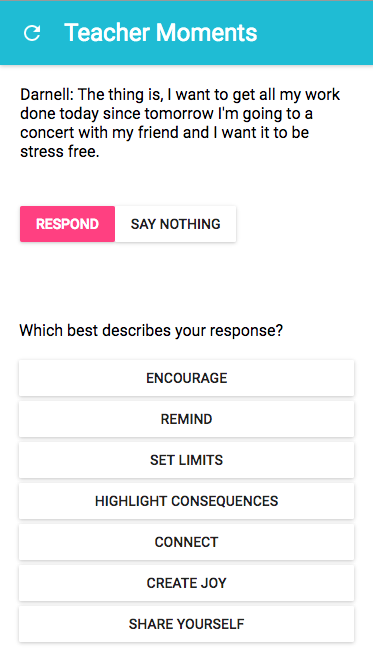 Teacher Moments
Darnell: The thing is, I want to get all my work
done today since tomorrow I'm going to a
concert with my friend and I want it to be
stress free.
RESPOND SAY NOTHING
Which best describes your response?
ENCOURAGE
REMIND
SET LIMITS
HIGHLIGHT CONSEQUENCES
CONNECT
CREATE JOY
SHARE YOURSELF